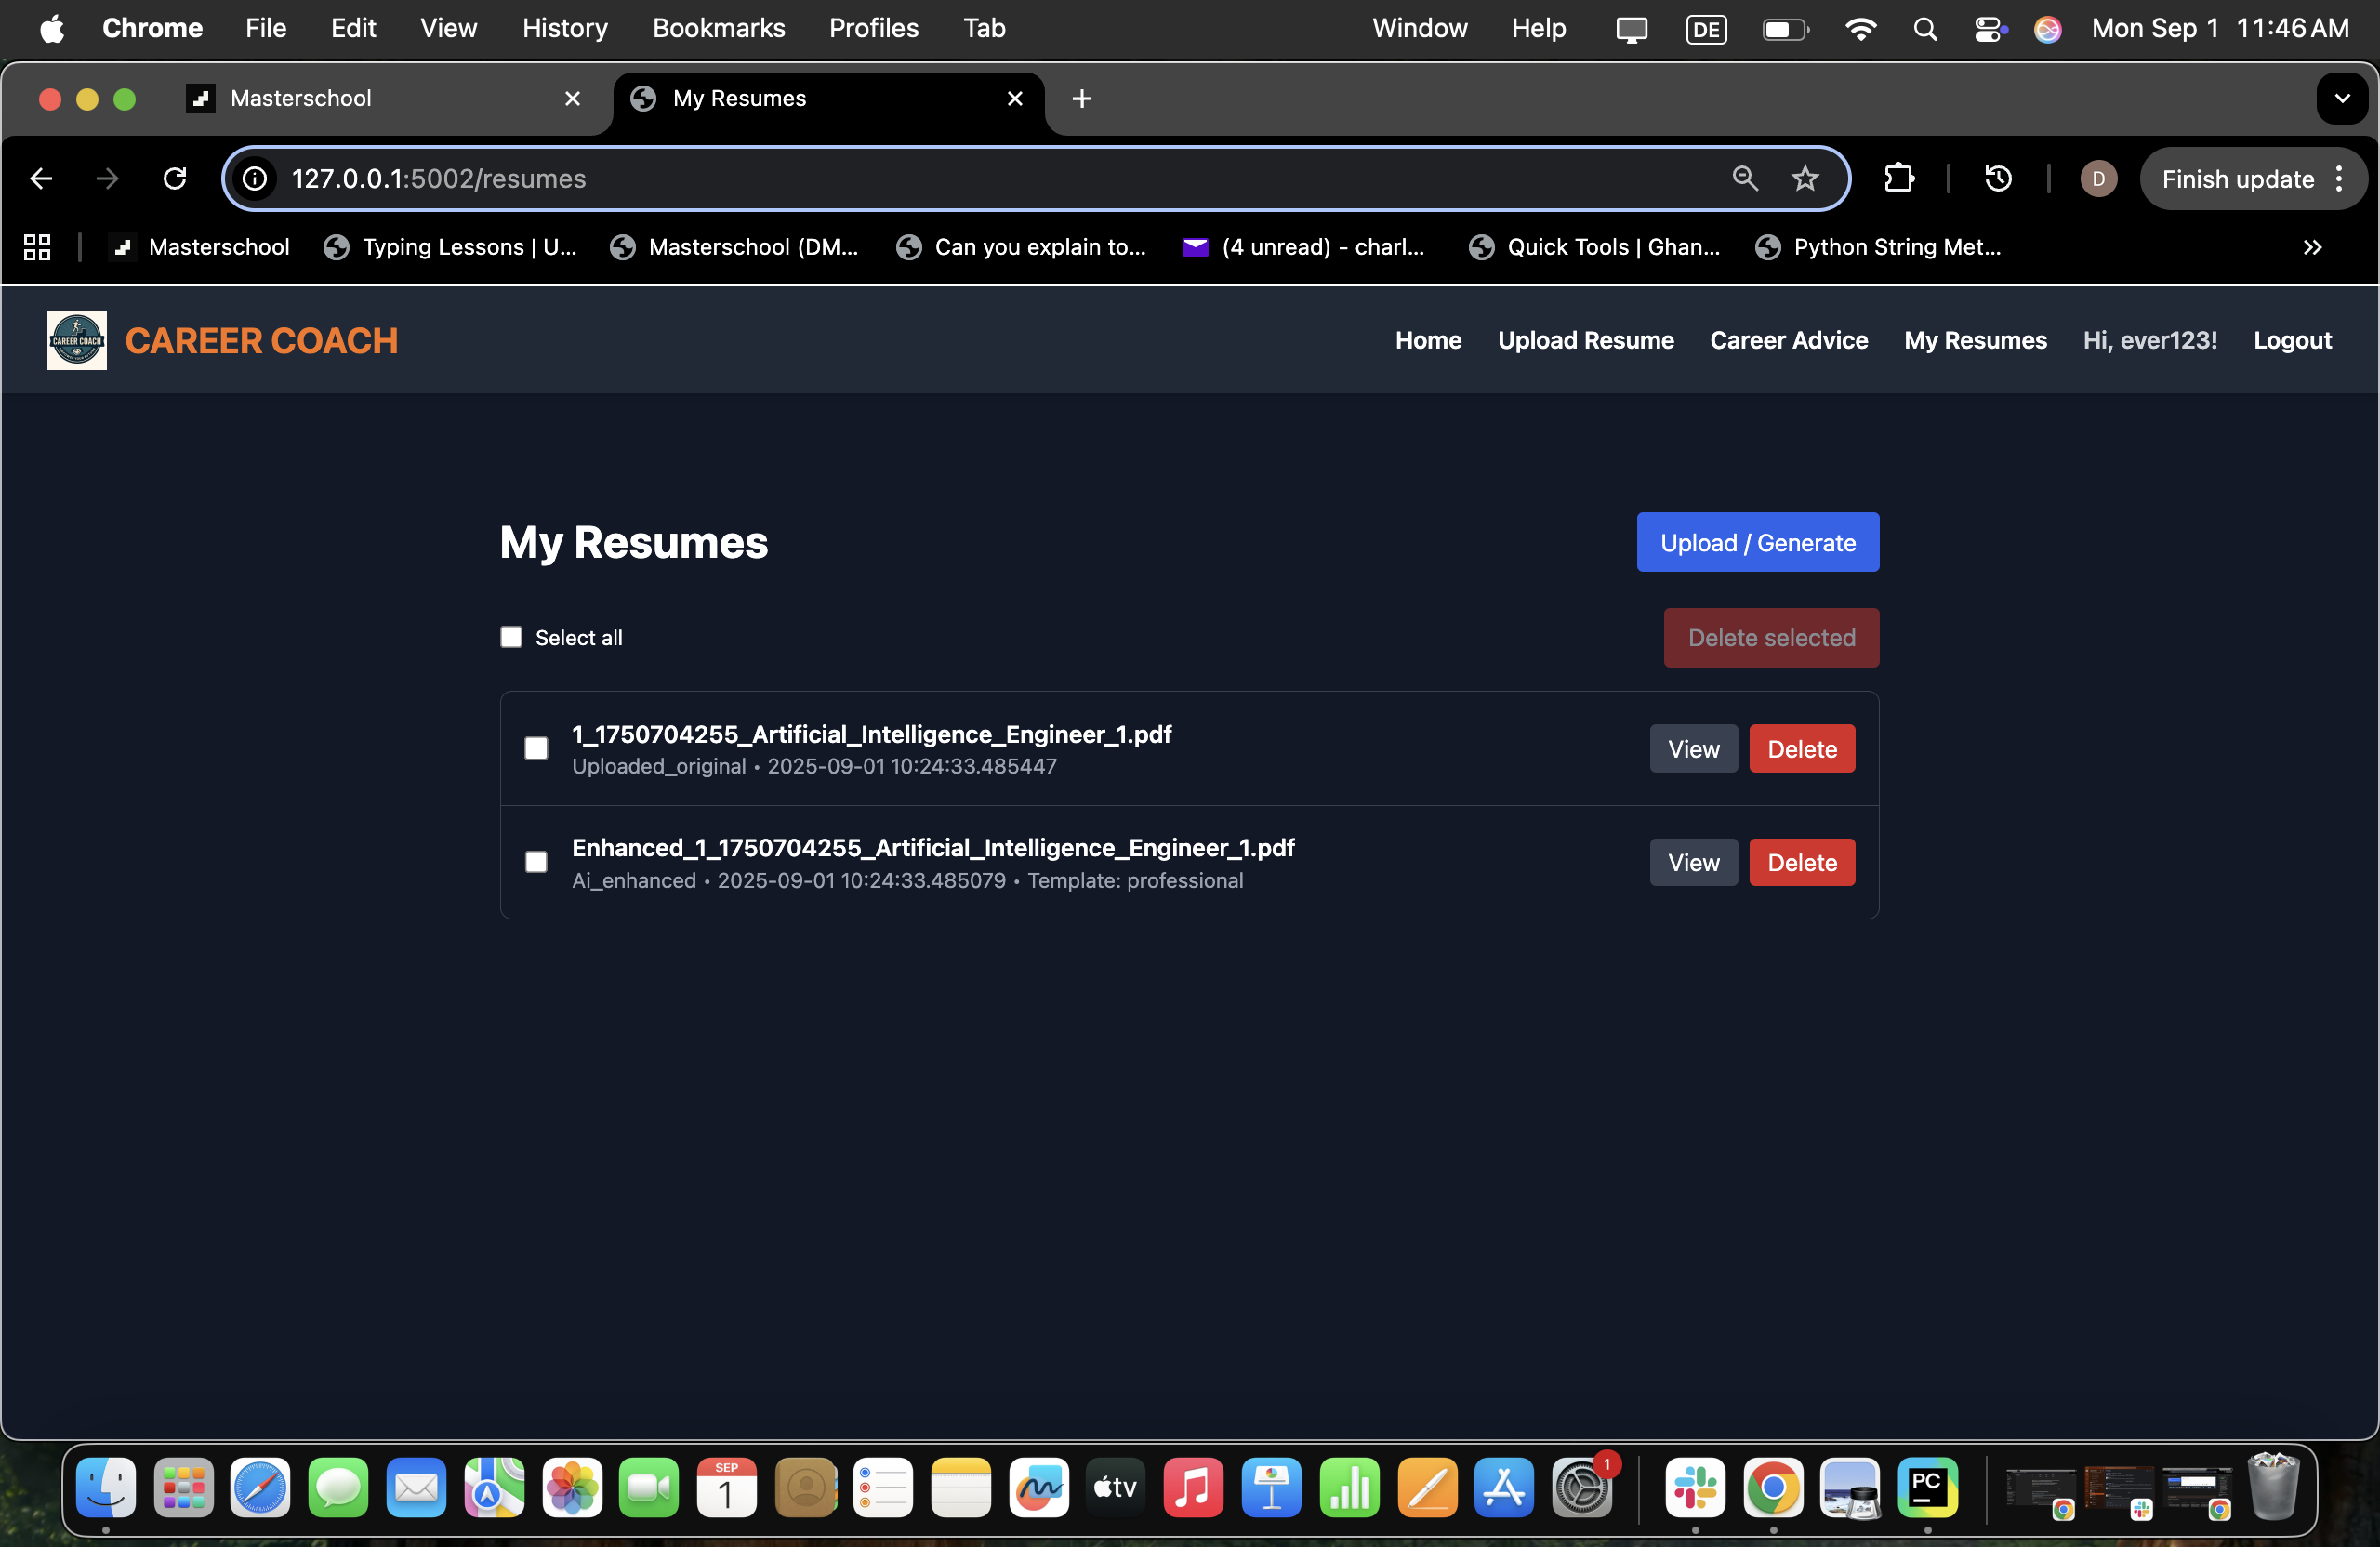 Chrome File Edit View History Bookmarks Profiles Tab Window Help DE Mon Sep 1 11:46 AM
Masterschool My Resumes
127.0.0.1:5002/resumes D Finish update
Masterschool Typing Lessons | U... Masterschool (DM... Can you explain to... (4 unread) - charl... Quick Tools | Ghan... Python String Met...
CAREER COACH CAREER COACH Home Upload Resume Career Advice My Resumes Hi, ever123! Logout
My Resumes Upload / Generate
Select all Delete selected
1_1750704255_Artificial_Intelligence_Engineer_1.pdf View Delete
Uploaded_original • 2025-09-01 10:24:33.485447
Enhanced_1_1750704255_Artificial_Intelligence_Engineer_1.pdf View Delete
Ai_enhanced • 2025-09-01 10:24:33.485079 • Template: professional
SEP
1 tv 1 PC